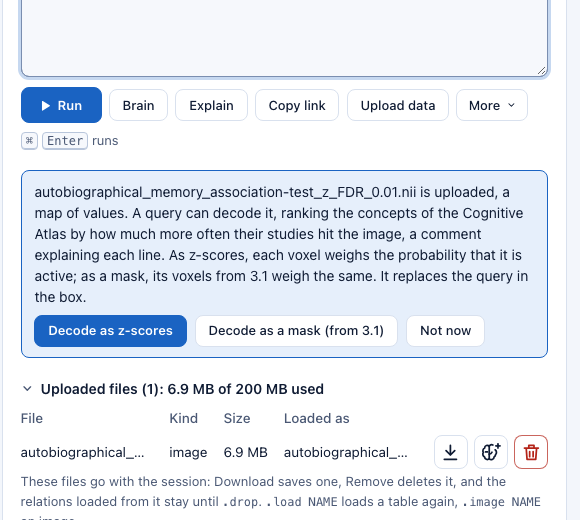 Run Brain Explain Copy link Upload data More
⌘ Enter runs
autobiographical_memory_association-test_z_FDR_0.01.nii is uploaded, a
map of values. A query can decode it, ranking the concepts of the Cognitive
Atlas by how much more often their studies hit the image, a comment
explaining each line. As z-scores, each voxel weighs the probability that it is
active; as a mask, its voxels from 3.1 weigh the same. It replaces the query in
the box.
Decode as z-scores Decode as a mask (from 3.1) Not now
Uploaded files (1): 6.9 MB of 200 MB used
File Kind Size Loaded as
autobiographical_... image 6.9 MB autobiographical_...
These files go with the session: Download saves one, Remove deletes it, and the
relations loaded from it stay until .drop. .load NAME loads a table again, .image NAME
an image.